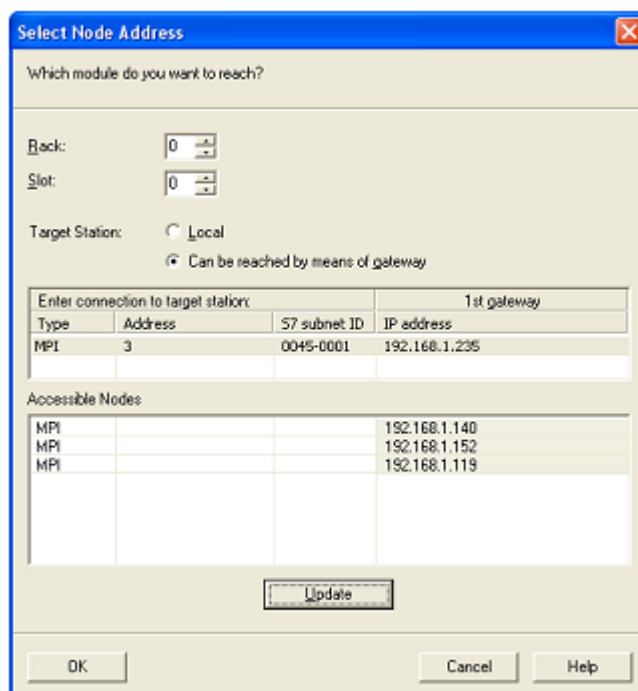 Select Node Address
Which module do you want to reach?
Rack: 0
Slot: 0
Target Station: Local
Can be reached by means of gateway
Enter connection to target station: 1st gateway
Type Address S7 subnet ID IP address
MPI 3 0045-0001 192.168.1.235
Accessible Nodes
MPI 192.168.1.140
MPI 192.168.1.152
MPI 192.168.1.119
Update
OK Cancel Help